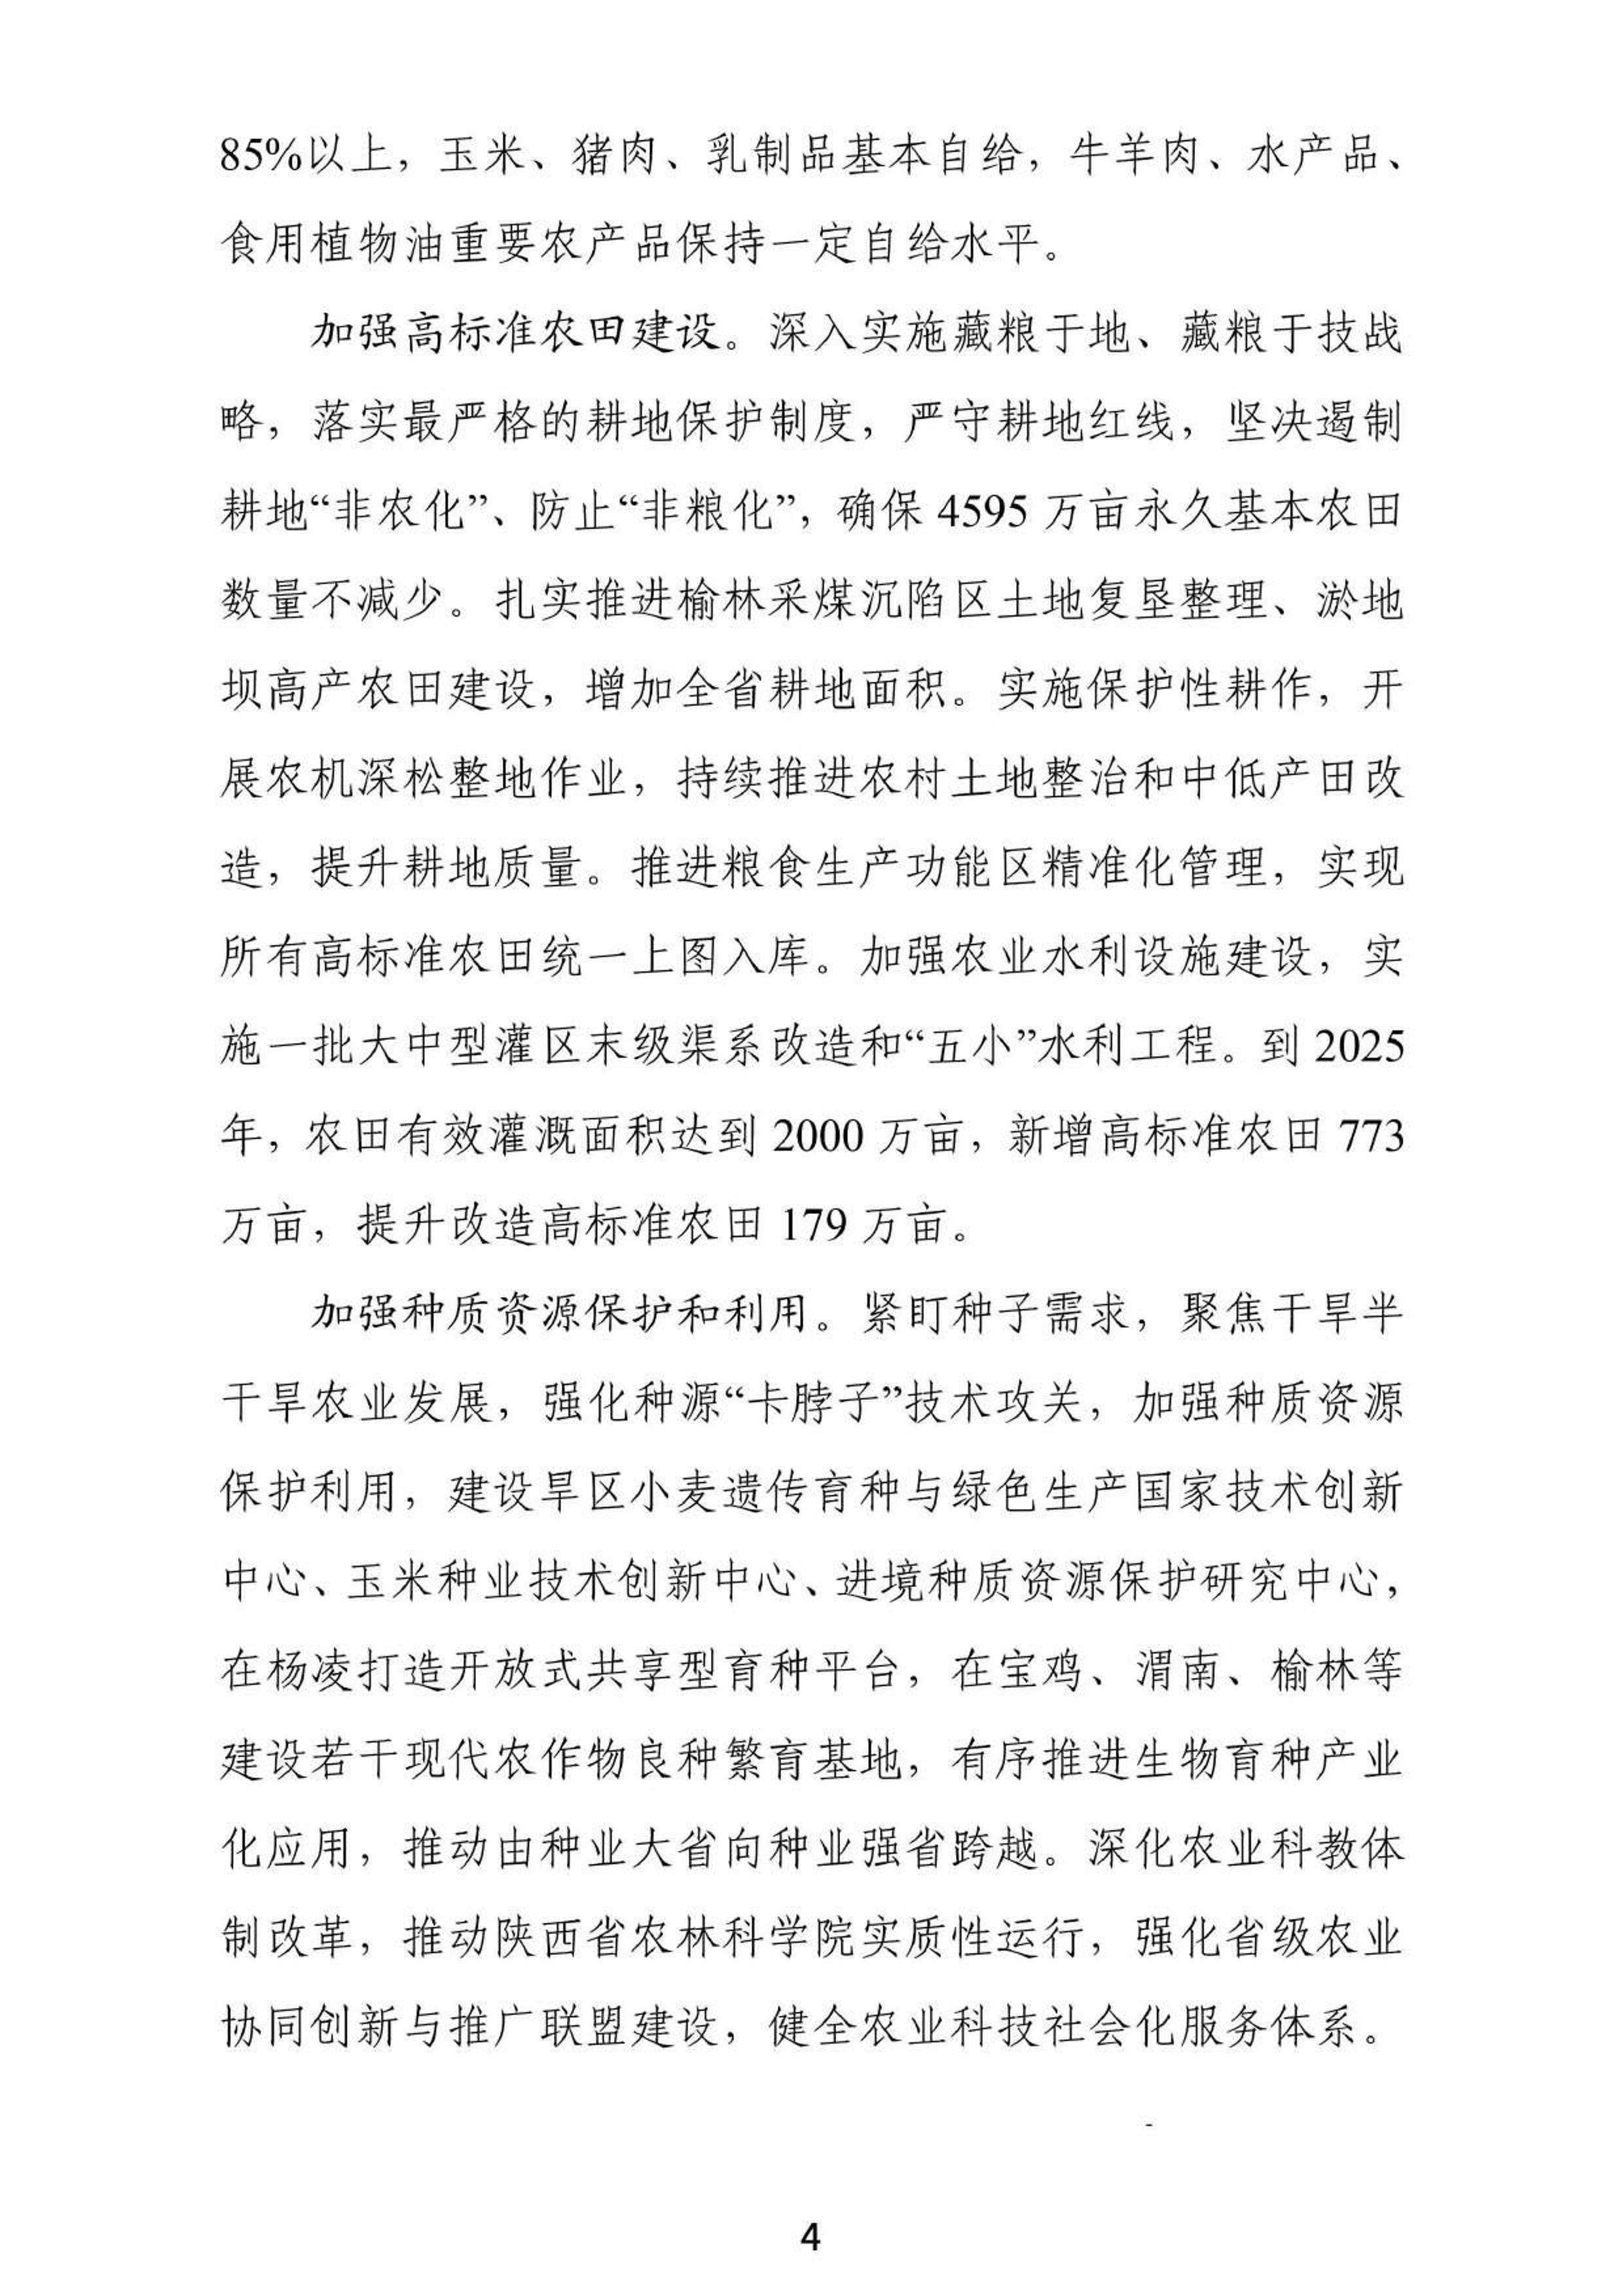 85%以上，玉米、猪肉、乳制品基本自给，牛羊肉、水产品、
食用植物油重要农产品保持一定自给水平。
加强高标准农田建设。深入实施藏粮于地、藏粮于技战
略，落实最严格的耕地保护制度，严守耕地红线，坚决遏制
耕地“非农化”、防止“非粮化”，确保 4595 万亩永久基本农田
数量不减少。扎实推进榆林采煤沉陷区土地复垦整理、淤地
坝高产农田建设，增加全省耕地面积。实施保护性耕作，开
展农机深松整地作业，持续推进农村土地整治和中低产田改
造，提升耕地质量。推进粮食生产功能区精准化管理，实现
所有高标准农田统一上图入库。加强农业水利设施建设，实
施一批大中型灌区末级渠系改造和“五小”水利工程。到 2025
年，农田有效灌溉面积达到 2000 万亩，新增高标准农田 773
万亩，提升改造高标准农田 179 万亩。
加强种质资源保护和利用。紧盯种子需求，聚焦干旱半
干旱农业发展，强化种源“卡脖子”技术攻关，加强种质资源
保护利用，建设旱区小麦遗传育种与绿色生产国家技术创新
中心、玉米种业技术创新中心、进境种质资源保护研究中心，
在杨凌打造开放式共享型育种平台，在宝鸡、渭南、榆林等
建设若干现代农作物良种繁育基地，有序推进生物育种产业
化应用，推动由种业大省向种业强省跨越。深化农业科教体
制改革，推动陕西省农林科学院实质性运行，强化省级农业
协同创新与推广联盟建设，健全农业科技社会化服务体系。
-
4